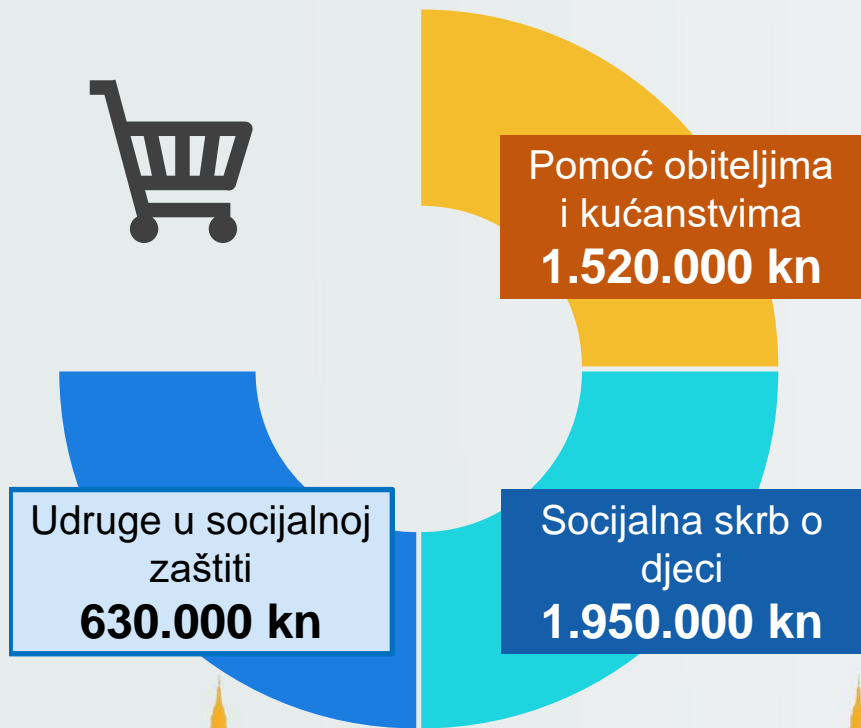 Pomoć obiteljima
i kućanstvima
1.520.000 kn
Udruge u socijalnoj
zaštiti
630.000 kn
Socijalna skrb o
djeci
1.950.000 kn